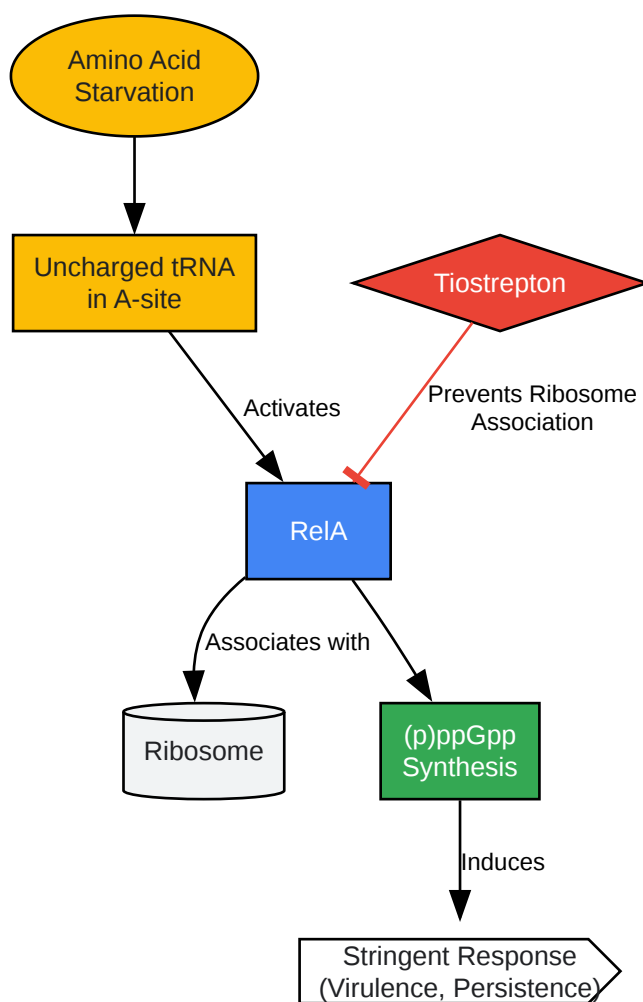 Amino Acid
Starvation
Uncharged tRNA
in A-site
Tiostrepton
Activates
Prevents Ribosome
Association
RelA
Associates with
Ribosome
(p)ppGpp
Synthesis
Induces
Stringent Response
(Virulence, Persistence)